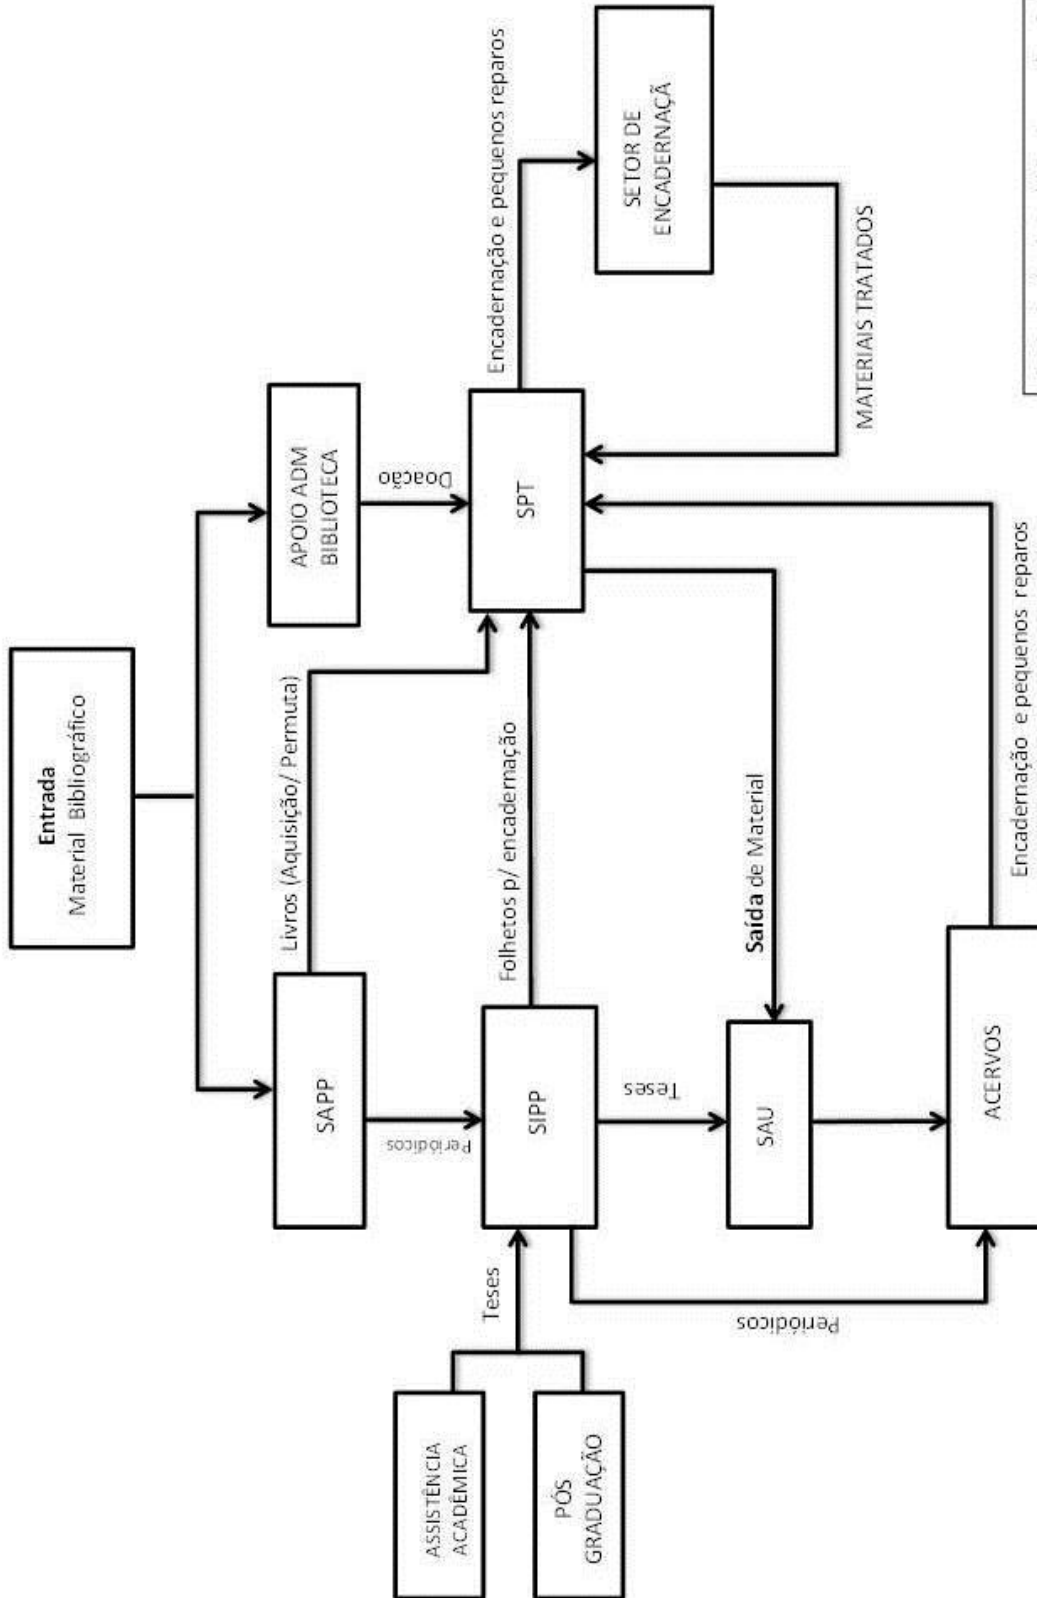 Entrada
Material Bibliográfico
SAPP
APOIO ADM
BIBLIOTECA
Livros (Aquisição/ Permuta)
Periódicos
Doação
ASSISTÊNCIA
ACADÊMICA
PÓS
GRADUAÇÃO
Teses
SIPP
Folhetos p/ encadernação
SPT
Encadernação e pequenos reparos
SETOR DE
ENCADERNAÇÃ
MATERIAIS TRATADOS
Teses
Saída de Material
SAU
Periódicos
ACERVOS
Encadernação e pequenos reparos